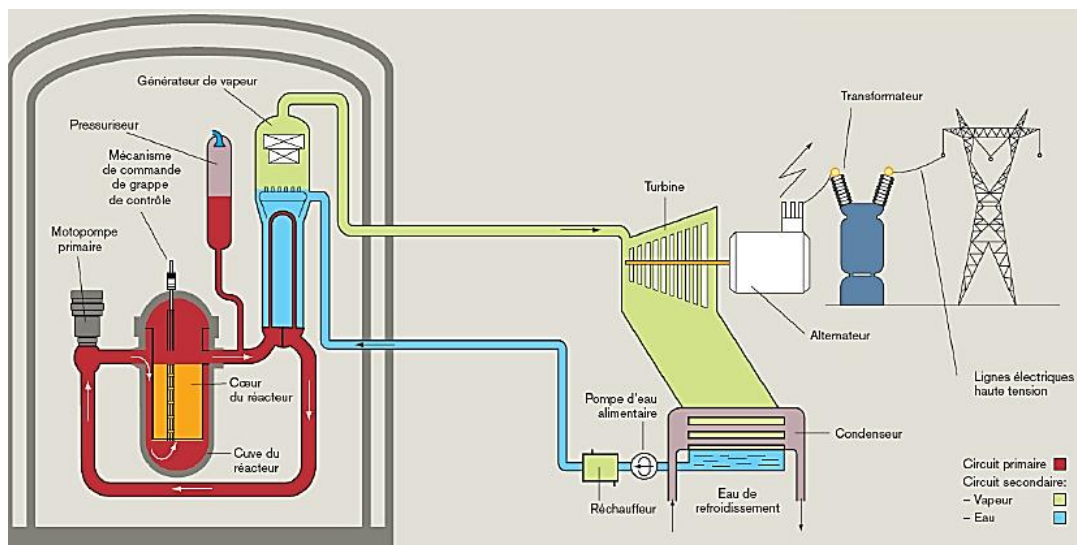 Générateur de vapeur
Pressuriseur
Mécanisme
de commande
de grappe
de contrôle
Motopompe
primaire
Cœur
du réacteur
Cuve du
réacteur
Turbine
Transformateur
Alternateur
Lignes électriques
haute tension
Pompe d'eau
alimentaire
Condenseur
Réchauffeur
Eau de
refroidissement
Circuit primaire
Circuit secondaire:
– Vapeur
– Eau